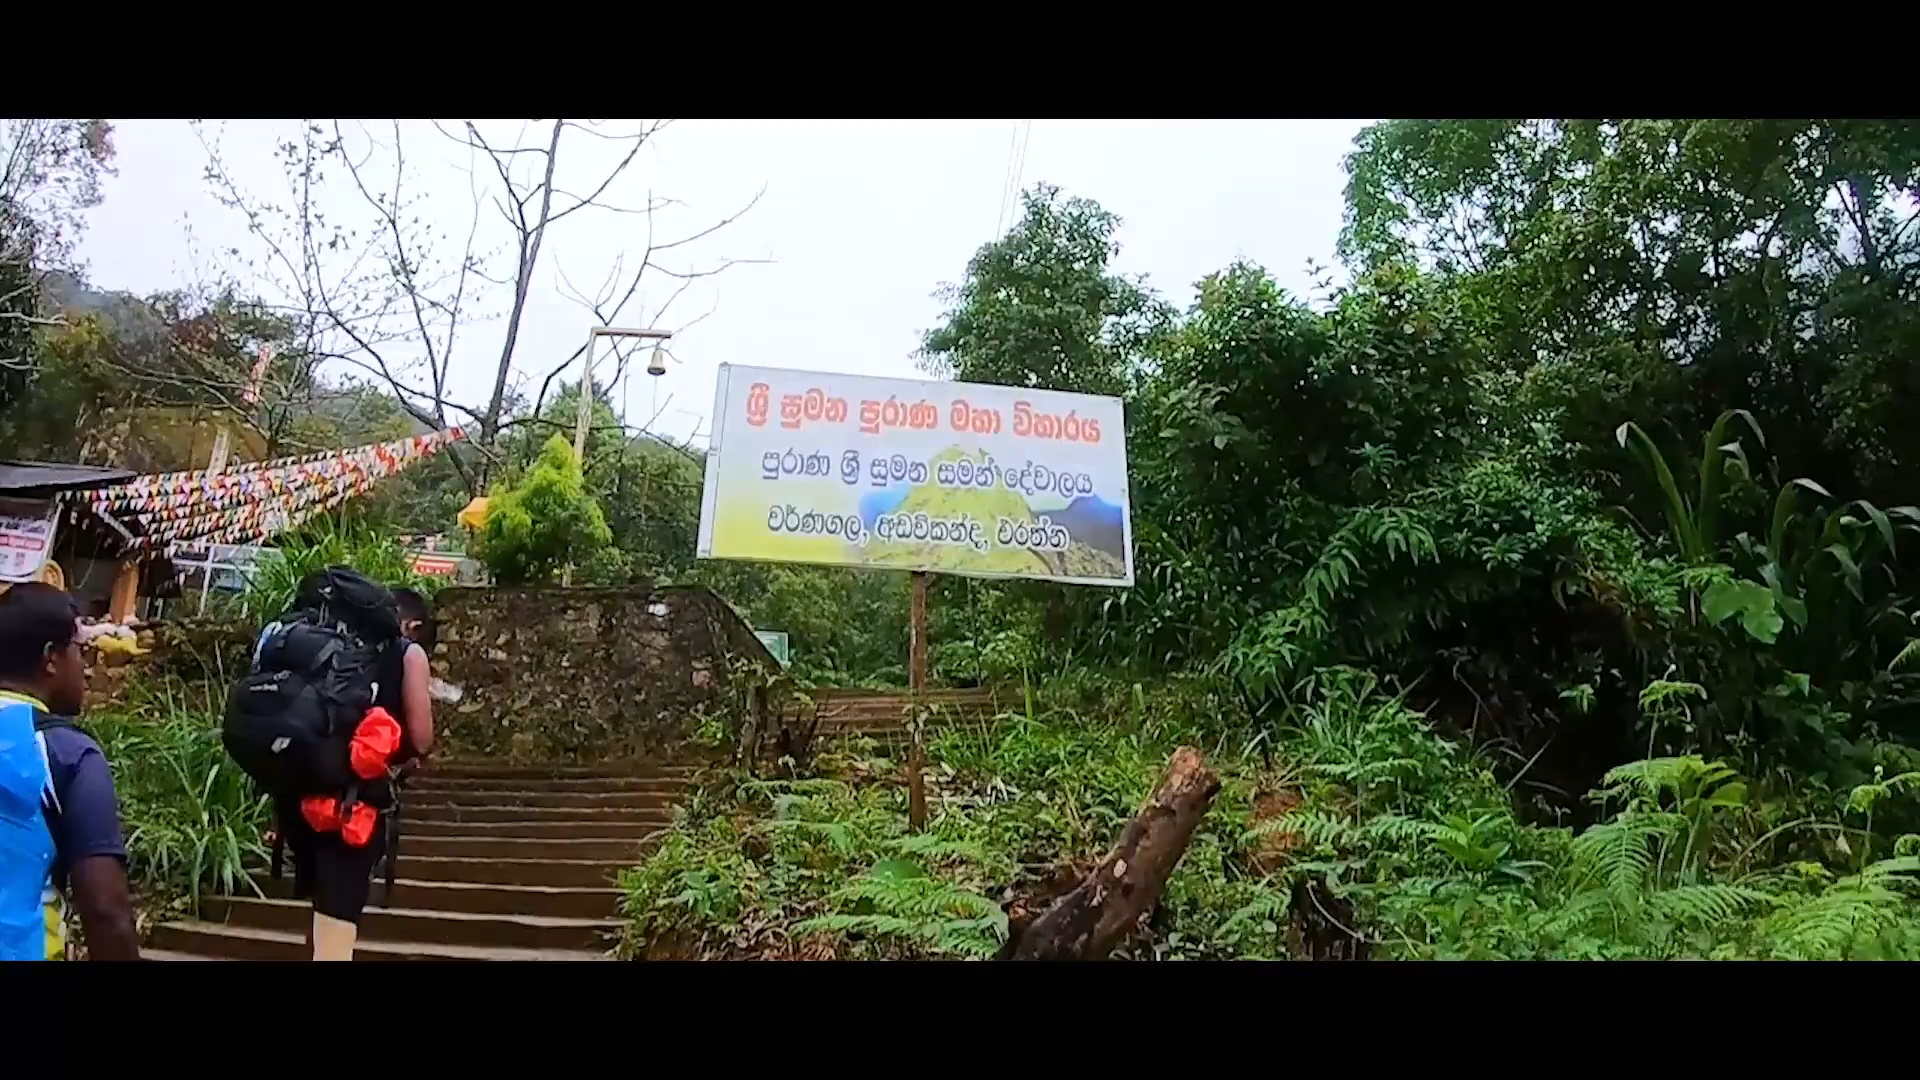 ශ්‍රී සුමන පුරාණ මහා විහාරය
පුරාණ ශ්‍රී සුමන සමන් දේවාලය
වර්ණගල, අඩවිකන්ද, එරත්න